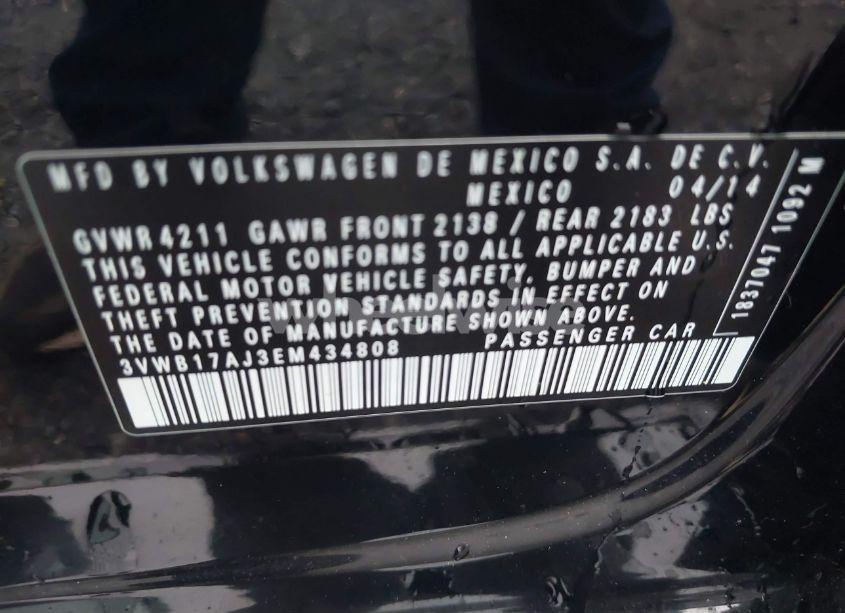 MFD BY VOLKSWAGEN DE MEXICO S.A. DE C.V.
MEXICO 04/14
GVWR 4211 GAWR FRONT 2138 / REAR 2183 LBS
THIS VEHICLE CONFORMS TO ALL APPLICABLE U.S.
FEDERAL MOTOR VEHICLE SAFETY, BUMPER AND
THEFT PREVENTION STANDARDS IN EFFECT ON
THE DATE OF MANUFACTURE SHOWN ABOVE.
3VWB17AJ3EM434808 PASSENGER CAR
1837047 1092 M